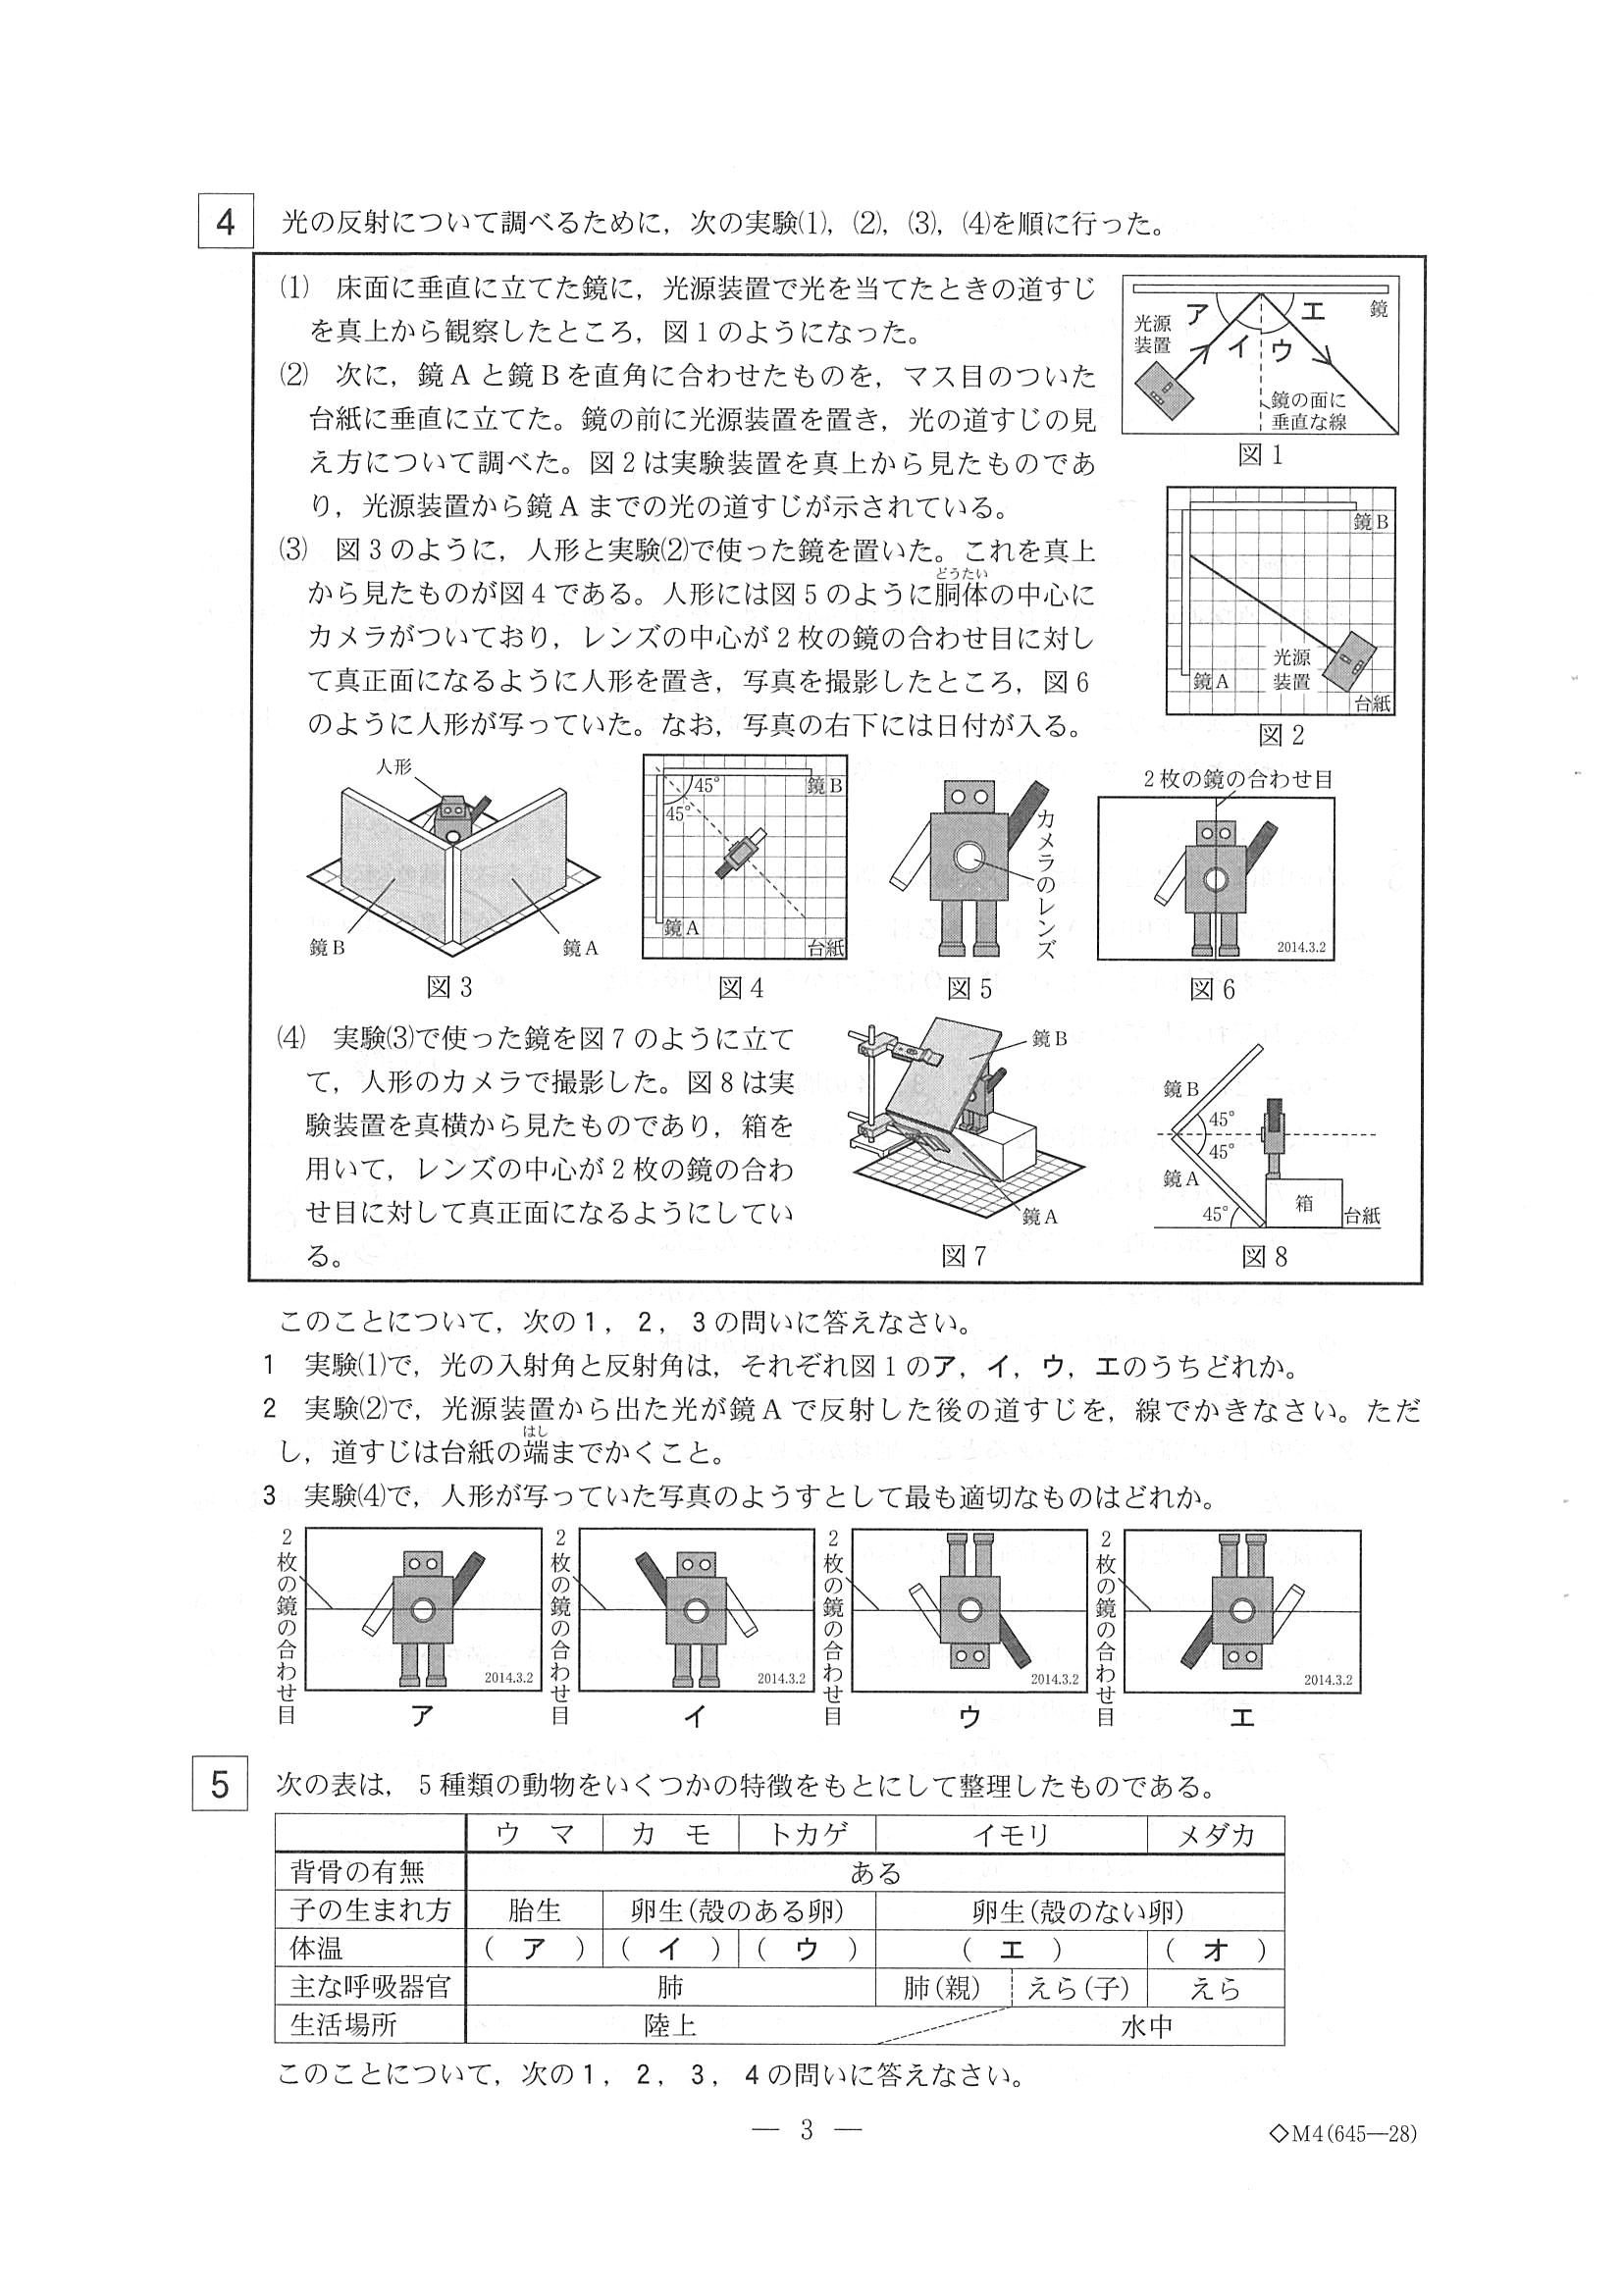 4 光の反射について調べるために，次の実験⑴，⑵，⑶，⑷を順に行った。
⑴ 床面に垂直に立てた鏡に，光源装置で光を当てたときの道すじ
を真上から観察したところ，図1のようになった。
⑵ 次に，鏡Aと鏡Bを直角に合わせたものを，マス目のついた
台紙に垂直に立てた。鏡の前に光源装置を置き，光の道すじの見
え方について調べた。図2は実験装置を真上から見たものであ
り，光源装置から鏡Aまでの光の道すじが示されている。
⑶ 図3のように，人形と実験⑵で使った鏡を置いた。これを真上
から見たものが図4である。人形には図5のように胴体の中心に
どうたい
カメラがついており，レンズの中心が2枚の鏡の合わせ目に対し
て真正面になるように人形を置き，写真を撮影したところ，図6
のように人形が写っていた。なお，写真の右下には日付が入る。
ア
エ
鏡
光源
装置
イ
ウ
鏡の面に
垂直な線
図1
鏡B
光源
装置
鏡A
台紙
図2
人形
鏡B
鏡A
図3
45°
45°
鏡B
鏡A
台紙
図4
カメラのレンズ
図5
2枚の鏡の合わせ目
2014.3.2
図6
⑷ 実験⑶で使った鏡を図7のように立て
て，人形のカメラで撮影した。図8は実
験装置を真横から見たものであり，箱を
用いて，レンズの中心が2枚の鏡の合わ
せ目に対して真正面になるようにしてい
る。
鏡B
鏡A
図7
鏡B
45°
45°
鏡A
45°
箱
台紙
図8
このことについて，次の1，2，3の問いに答えなさい。
1 実験⑴で，光の入射角と反射角は，それぞれ図1のア，イ，ウ，エのうちどれか。
2 実験⑵で，光源装置から出た光が鏡Aで反射した後の道すじを，線でかきなさい。ただ
し，道すじは台紙の端までかくこと。
はし
3 実験⑷で，人形が写っていた写真のようすとして最も適切なものはどれか。
2枚の鏡の合わせ目
2014.3.2
ア
2枚の鏡の合わせ目
2014.3.2
イ
2枚の鏡の合わせ目
2014.3.2
ウ
2枚の鏡の合わせ目
2014.3.2
エ
5 次の表は，5種類の動物をいくつかの特徴をもとにして整理したものである。
ウマ カモ トカゲ イモリ メダカ
背骨の有無 ある
子の生まれ方 胎生 卵生(殻のある卵) 卵生(殻のない卵)
体温 ( ア ) ( イ ) ( ウ ) ( エ ) ( オ )
主な呼吸器官 肺 肺(親) えら(子) えら
生活場所 陸上 水中
このことについて，次の1，2，3，4の問いに答えなさい。
— 3 —
◇M4(645—28)